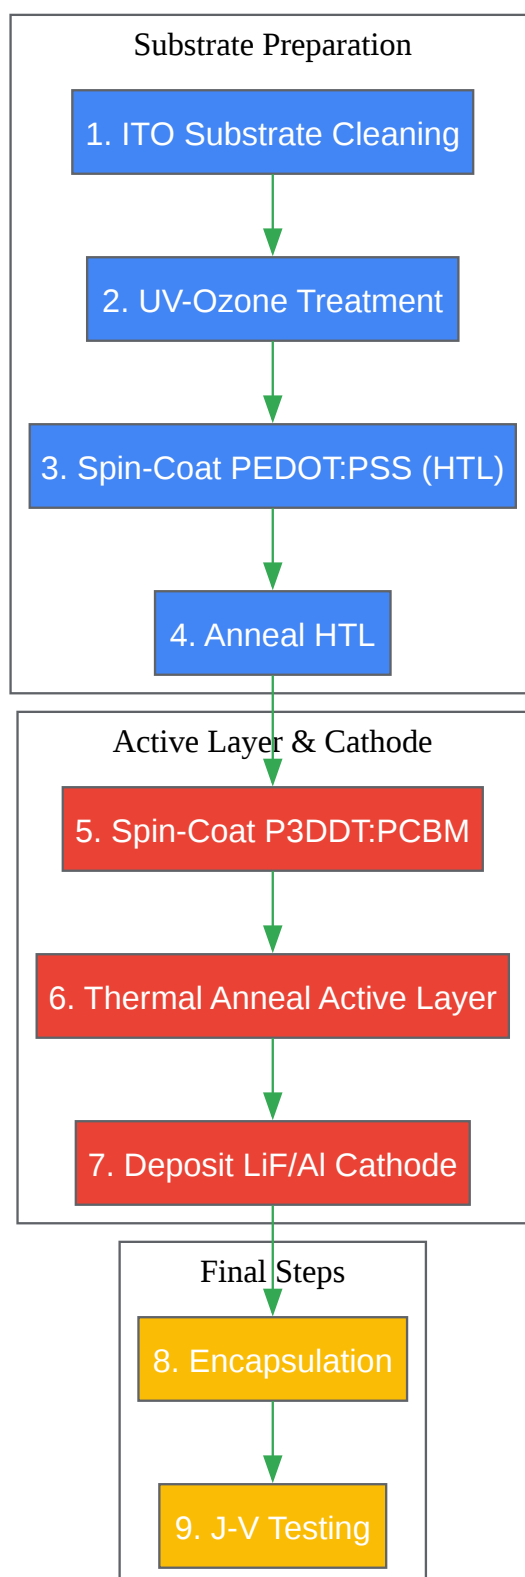 Substrate Preparation
1. ITO Substrate Cleaning
2. UV-Ozone Treatment
3. Spin-Coat PEDOT:PSS (HTL)
4. Anneal HTL
Active Layer & Cathode
5. Spin-Coat P3DDT:PCBM
6. Thermal Anneal Active Layer
7. Deposit LiF/Al Cathode
Final Steps
8. Encapsulation
9. J-V Testing